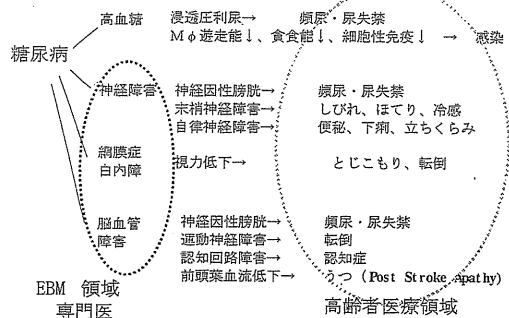 高血糖　浸透圧利尿→　頻尿・尿失禁
Mφ遊走能↓、貪食能↓、細胞性免疫↓　→　感染
糖尿病
神経障害　神経因性膀胱→　頻尿・尿失禁
末梢神経障害→　しびれ、ほてり、冷感
自律神経障害→　便秘、下痢、立ちくらみ
網膜症
白内障　視力低下→　とじこもり、転倒
脳血管　神経因性膀胱→　頻尿・尿失禁
障害　運動神経障害→　転倒
認知回路障害→　認知症
前頭葉血流低下→　うつ (Post Stroke Apathy)
EBM 領域　高齢者医療領域
専門医